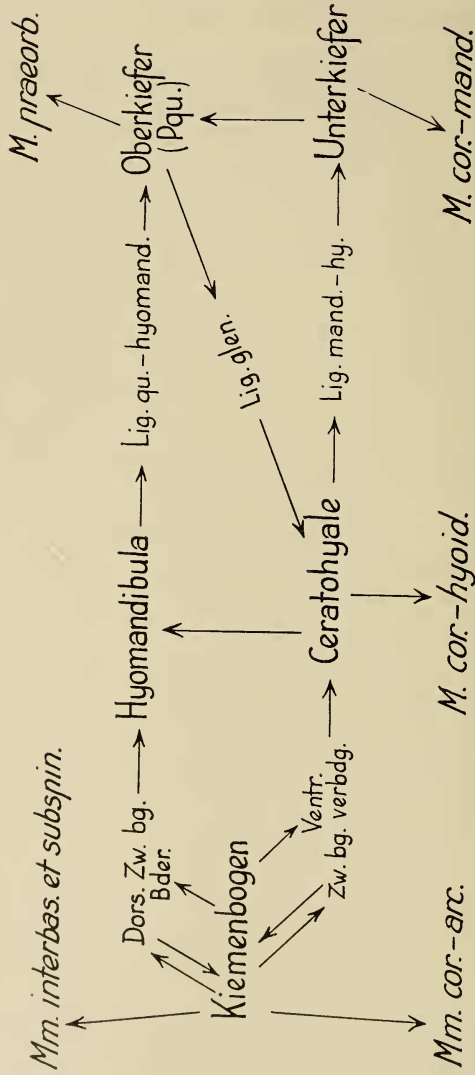 Mm. interbas. et subspin.
M. praeorb.
Dors. Zw. bg.
Bder.
Hyomandibula
Lig. qu.-hyomand.
Oberkiefer
(Pqu.)
Kiemenbogen
Lig. glen.
Ventr.
Zw. bg. verbdg.
Ceratohyale
Lig. mand.-hy.
Unterkiefer
Mm. cor.-arc.
M. cor.-hyoid.
M. cor.-mand.